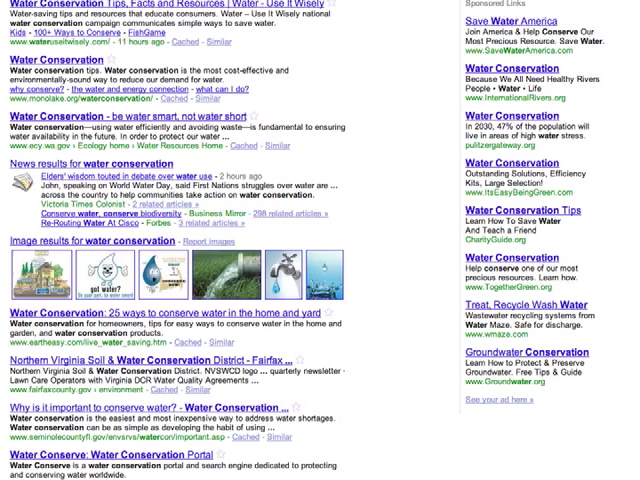 Water Conservation Tips, Facts and Resources | Water - Use It Wisely
Water-saving tips and resources that educate consumers. Water – Use It Wisely national
water conservation campaign communicates simple ways to save water.
Kids - 100+ Ways to Conserve - FishGame
www.wateruseitwisely.com/ - 11 hours ago - Cached - Similar
Water Conservation
Water conservation tips. Water conservation is the most cost-effective and
environmentally-sound way to reduce our demand for water.
why conserve? - the water and energy connection - what can I do?
www.monolake.org/waterconservation/ - Cached - Similar
Water Conservation - be water smart, not water short
Water conservation—using water efficiently and avoiding waste—is fundamental to ensuring
water availability in the future. In order to protect our water ...
www.ecy.wa.gov › Ecology home › Water Resources Home - Cached - Similar
News results for water conservation
Elders' wisdom touted in debate over water use - 2 hours ago
John, speaking on World Water Day, said First Nations struggles over water are ...
across the country to help communities take action on water conservation.
Victoria Times Colonist - 2 related articles »
Conserve water, conserve biodiversity - Business Mirror - 298 related articles »
Re-Routing Water At Cisco - Forbes - 3 related articles »
Image results for water conservation - Report images
got water?
Water Conservation: 25 ways to conserve water in the home and yard
Water conservation for homeowners, tips for easy ways to conserve water in the home and
garden, and water conservation products.
www.eartheasy.com/live_water_saving.htm - Cached - Similar
Northern Virginia Soil & Water Conservation District - Fairfax ...
Northern Virginia Soil & Water Conservation District. NVSWCD logo ... quarterly newsletter ·
Lawn Care Operators with Virginia DCR Water Quality Agreements ...
www.fairfaxcounty.gov › environment - Cached - Similar
Why is it important to conserve water? - Water Conservation ...
Water conservation is the easiest and most inexpensive way to address water shortages.
Water conservation can be as simple as developing the habit of using ...
www.seminolecountyfl.gov/envsrvs/watercon/important.asp - Cached - Similar
Water Conserve: Water Conservation Portal
Water Conserve is a water conservation portal and search engine dedicated to protecting
and conserving water worldwide.
Sponsored Links
Save Water America
Join America & Help Conserve Our
Most Precious Resource. Save Water.
www.SaveWaterAmerica.com
Water Conservation
Because We All Need Healthy Rivers
People • Water • Life
www.InternationalRivers.org
Water Conservation
In 2030, 47% of the population will
live in areas of high water stress.
pulitzergateway.org
Water Conservation
Outstanding Solutions, Efficiency
Kits, Large Selection!
www.ItsEasyBeingGreen.com
Water Conservation Tips
Learn How To Save Water
And Teach a Friend
CharityGuide.org
Water Conservation
Help conserve one of our most
precious resources. Learn how.
www.TogetherGreen.org
Treat, Recycle Wash Water
Wastewater recycling systems from
Water Maze. Safe for discharge.
www.wmaze.com
Groundwater Conservation
Learn How to Protect & Preserve
Groundwater. Free Tips & Guide
www.Groundwater.org
See your ad here »